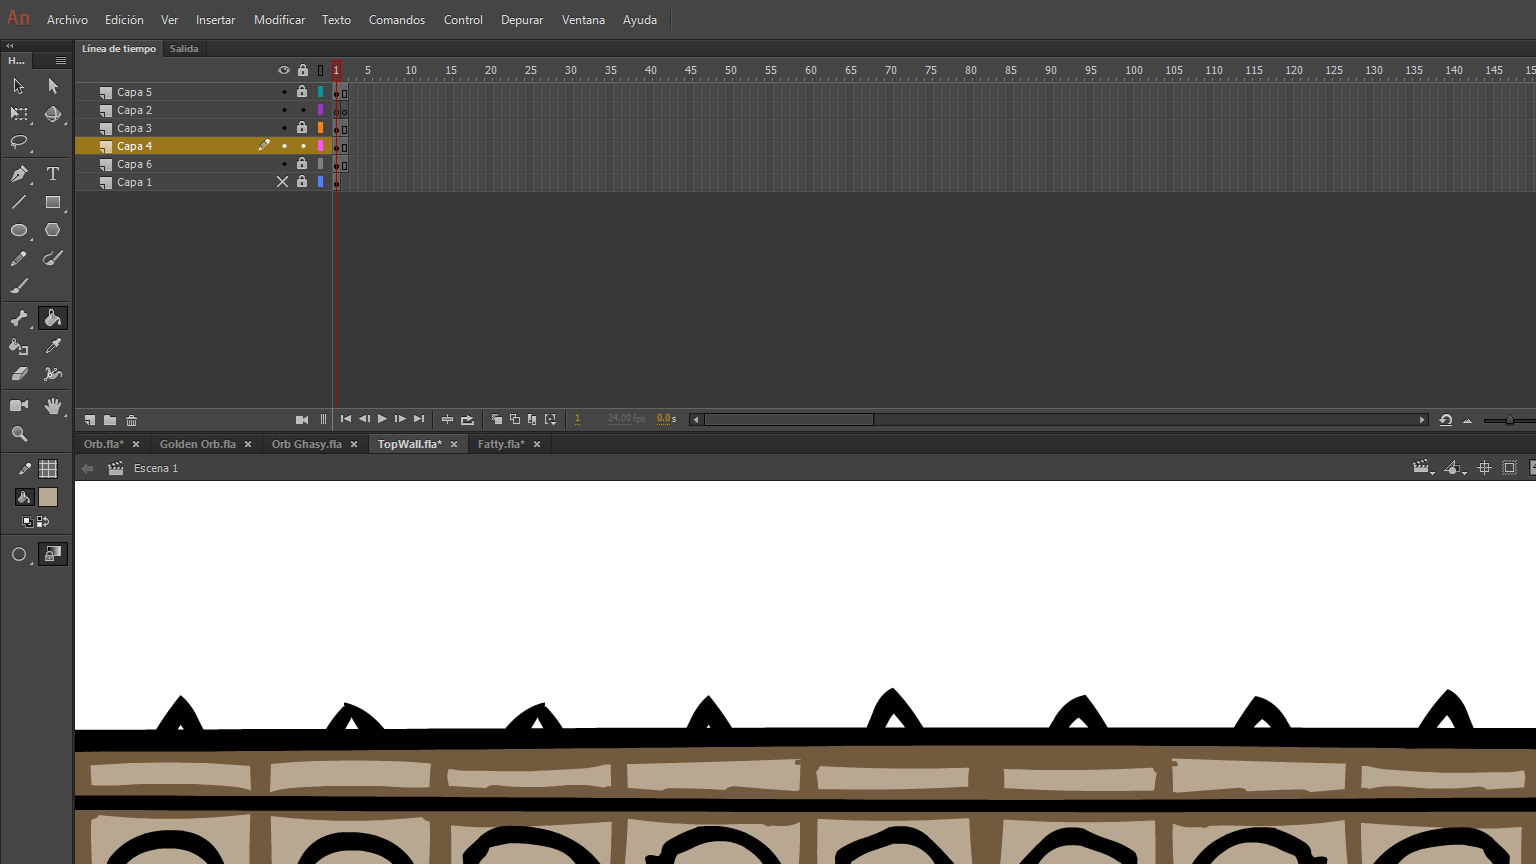 An Archivo Edición Ver Insertar Modificar Texto Comandos Control Depurar Ventana Ayuda
H... Línea de tiempo Salida
1 5 10 15 20 25 30 35 40 45 50 55 60 65 70 75 80 85 90 95 100 105 110 115 120 125 130 135 140 145 15
Capa 5
Capa 2
Capa 3
Capa 4
Capa 6
Capa 1
T
1 24.00 fps 0.0 s
Orb.fla* Golden Orb.fla Orb Ghasy.fla TopWall.fla* Fatty.fla*
Escena 1